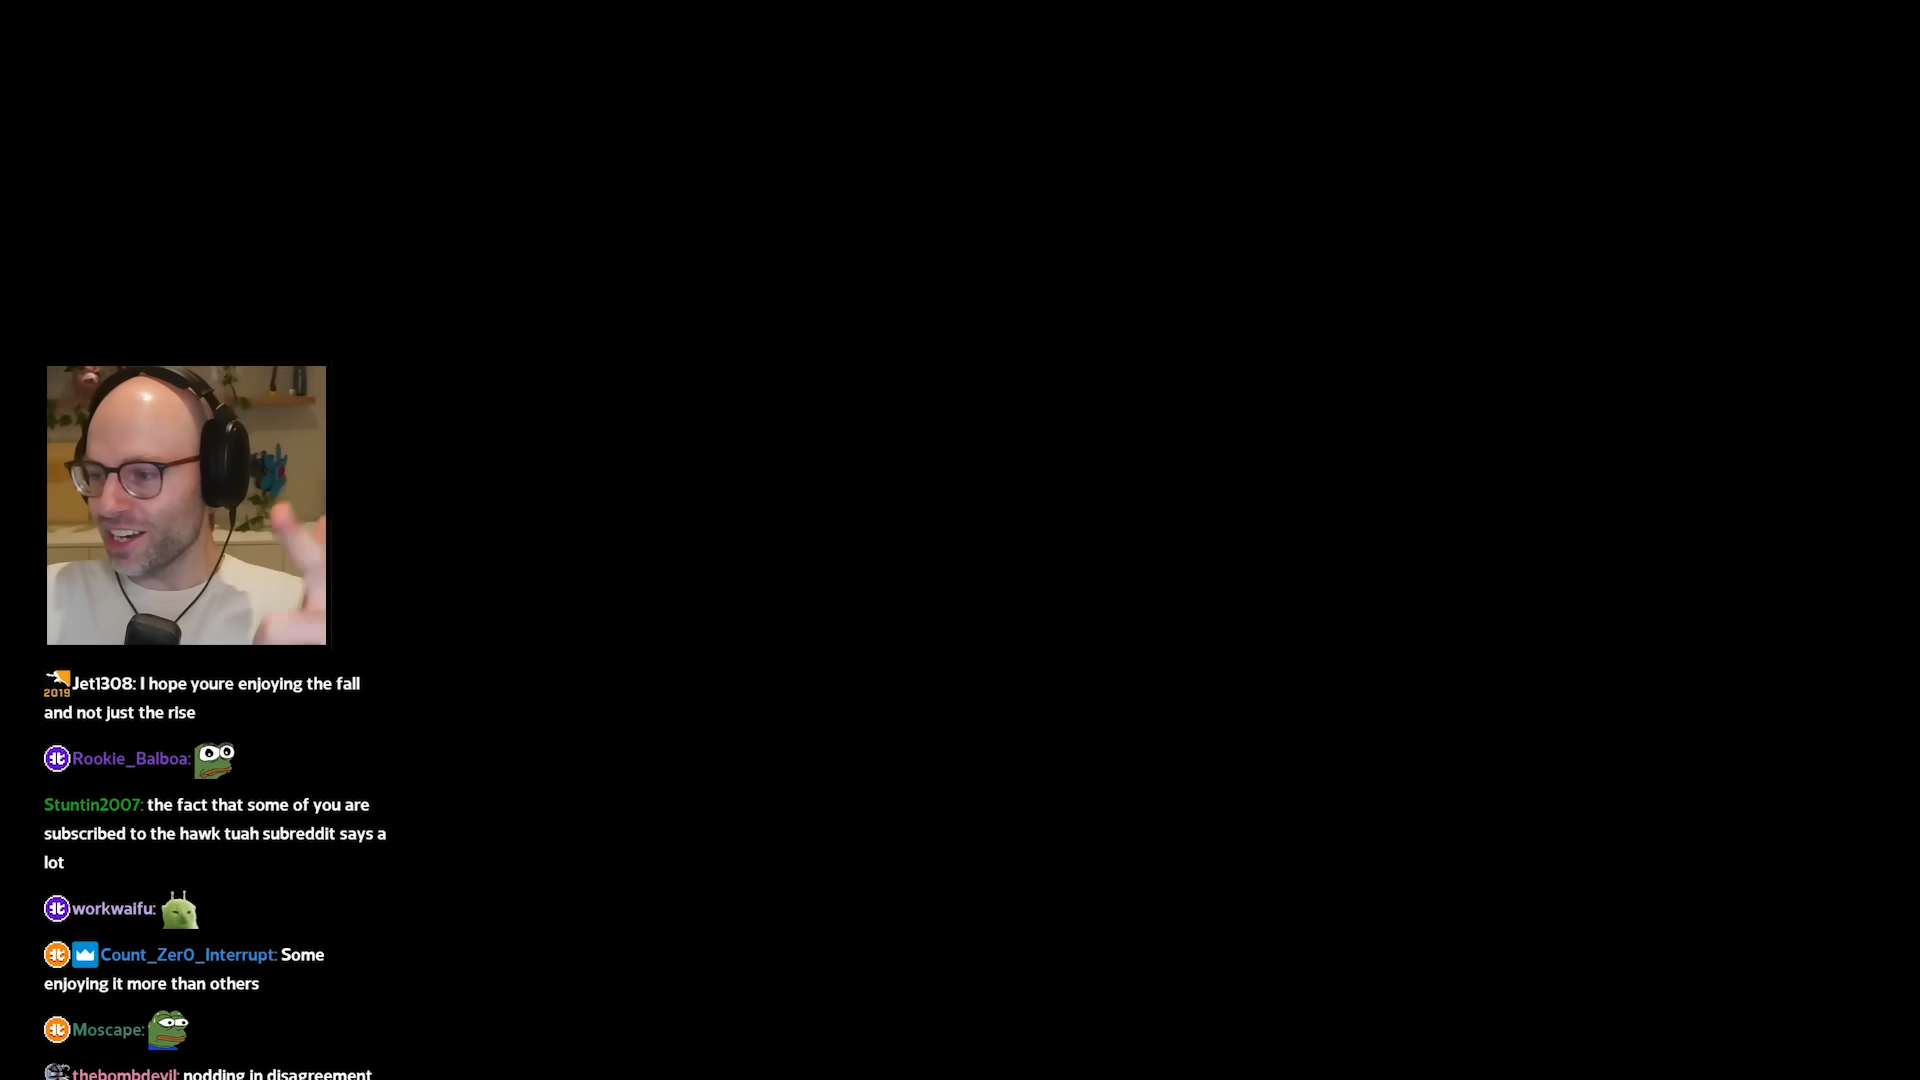 2019 Jet1308: I hope youre enjoying the fall
and not just the rise
Rookie_Balboa:
Stuntin2007: the fact that some of you are
subscribed to the hawk tuah subreddit says a
lot
workwaifu:
Count_Zer0_Interrupt: Some
enjoying it more than others
Moscape:
thebombdevil: nodding in disagreement